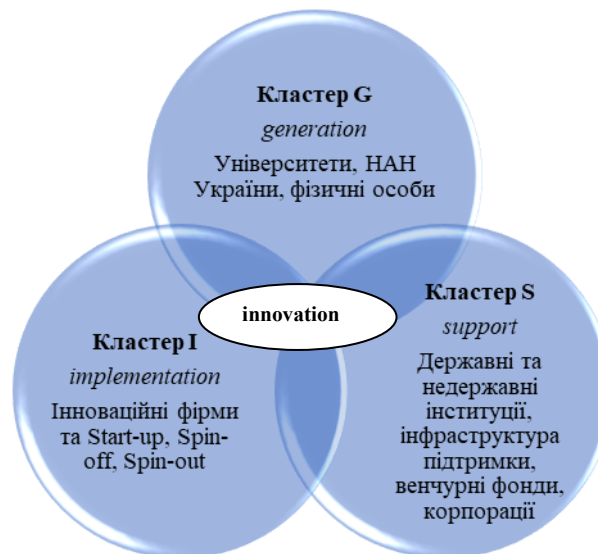 Кластер G
generation
Університети, НАН
України, фізичні особи
innovation
Кластер I
implementation
Інноваційні фірми
та Start-up, Spin-
off, Spin-out
Кластер S
support
Державні та
недержавні
інституції,
інфраструктура
підтримки,
венчурні фонди,
корпорації